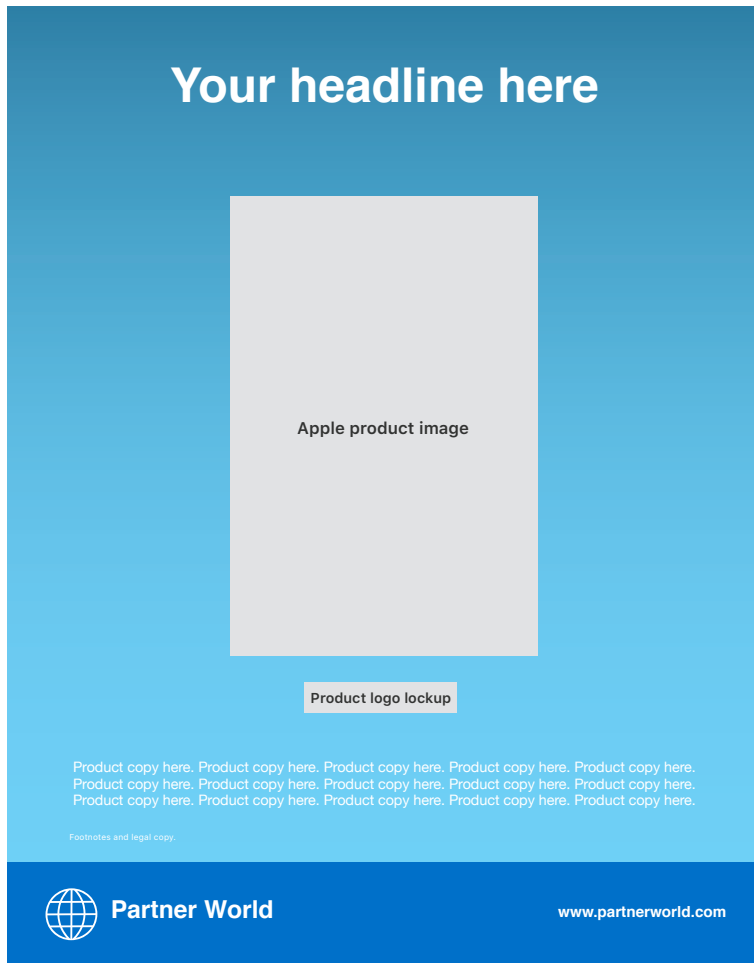 Your headline here
Apple product image
Product logo lockup
Product copy here. Product copy here. Product copy here. Product copy here. Product copy here.
Product copy here. Product copy here. Product copy here. Product copy here. Product copy here.
Product copy here. Product copy here. Product copy here. Product copy here. Product copy here.
Footnotes and legal copy.
Partner World
www.partnerworld.com